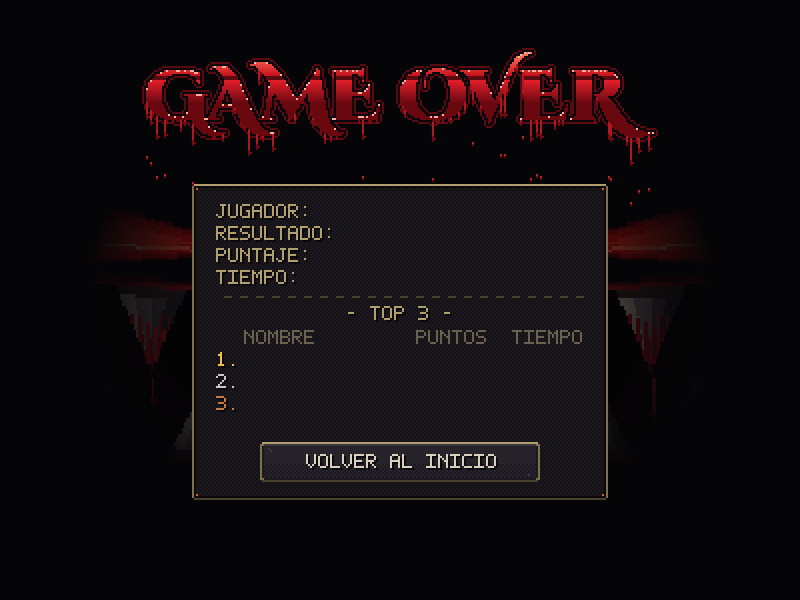 GAME OVER
JUGADOR:
RESULTADO:
PUNTAJE:
TIEMPO:
- TOP 3 -
NOMBRE PUNTOS TIEMPO
1.
2.
3.
VOLVER AL INICIO